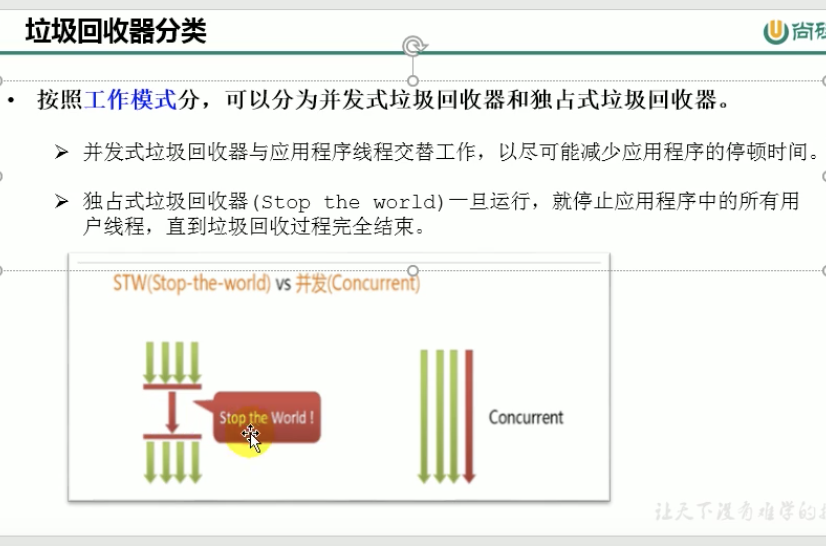 垃圾回收器分类
尚硅
• 按照工作模式分，可以分为并发式垃圾回收器和独占式垃圾回收器。
➢ 并发式垃圾回收器与应用程序线程交替工作，以尽可能减少应用程序的停顿时间。
➢ 独占式垃圾回收器(Stop the world)一旦运行，就停止应用程序中的所有用
户线程，直到垃圾回收过程完全结束。
STW(Stop-the-world) vs 并发(Concurrent)
Stop the World !
Concurrent
让天下没有难学的